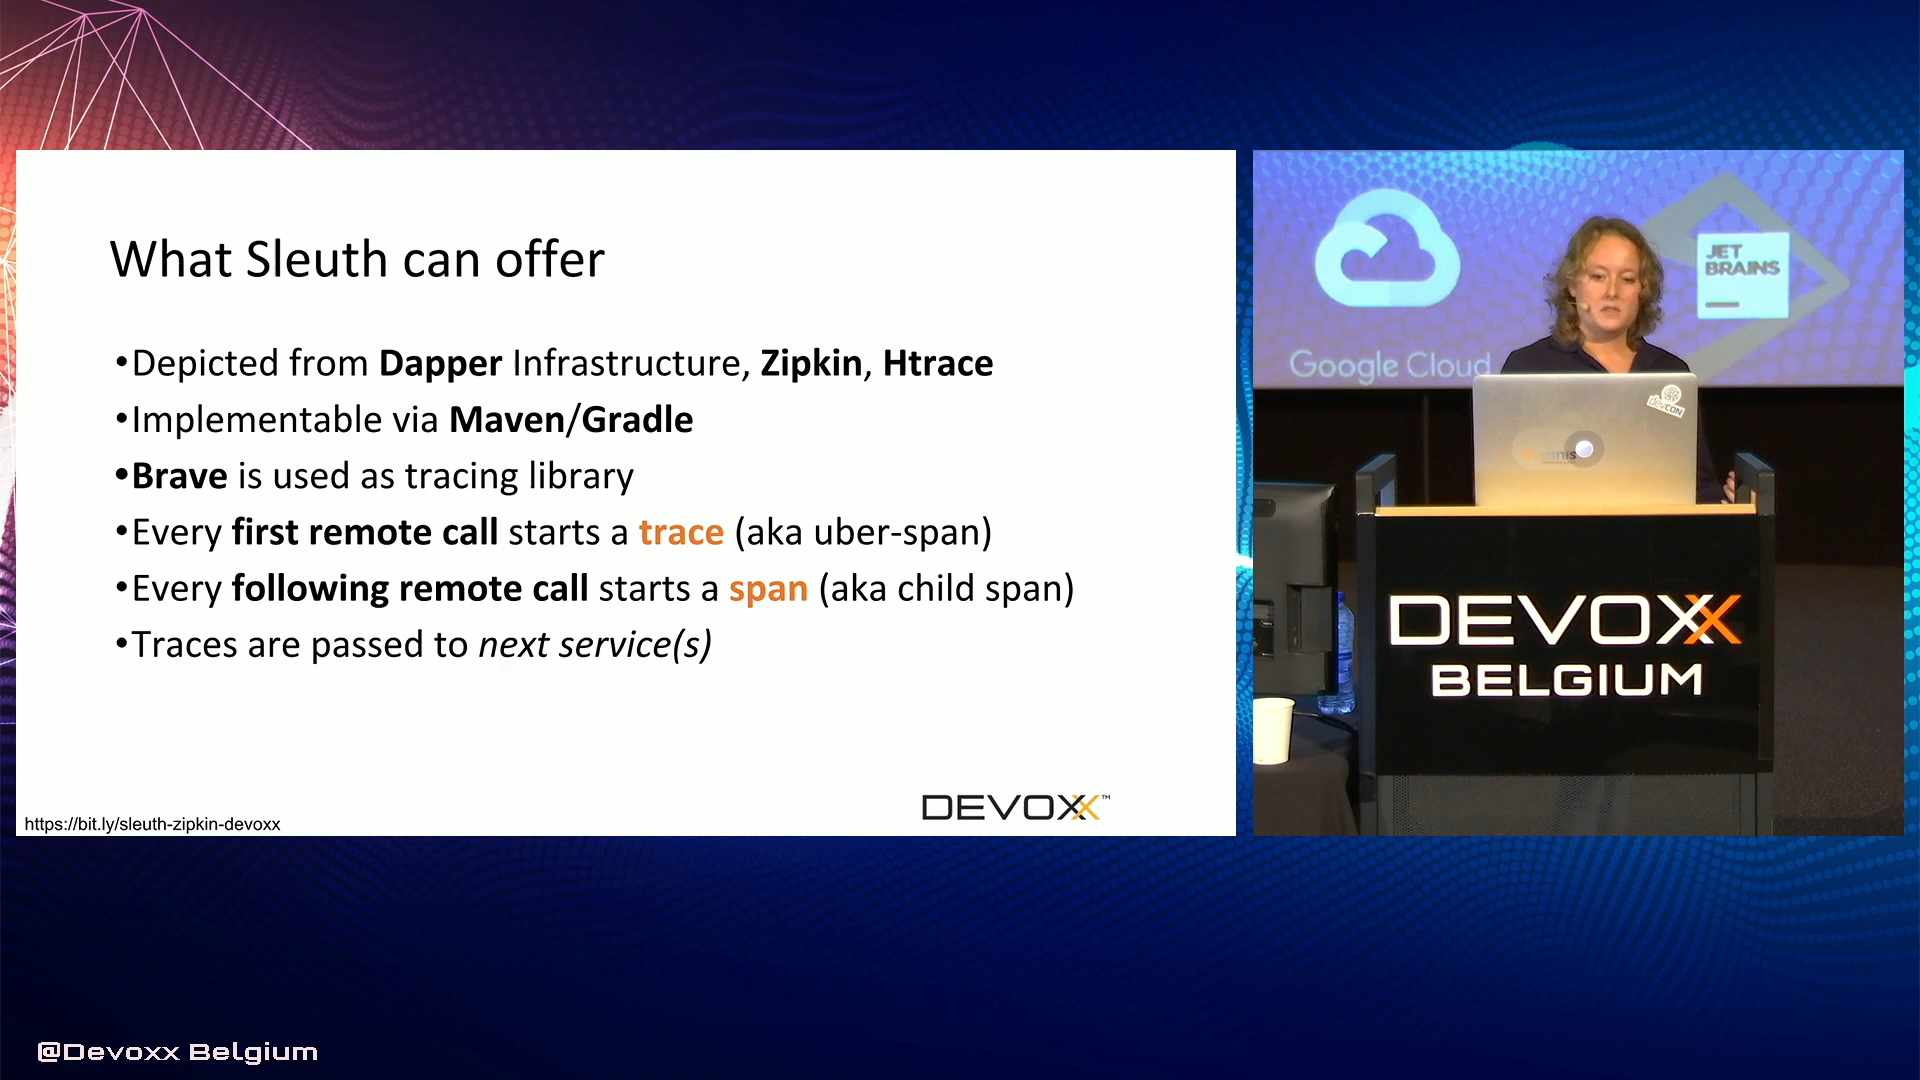 What Sleuth can offer
•Depicted from Dapper Infrastructure, Zipkin, Htrace
•Implementable via Maven/Gradle
•Brave is used as tracing library
•Every first remote call starts a trace (aka uber-span)
•Every following remote call starts a span (aka child span)
•Traces are passed to next service(s)
DEVOXX™
https://bit.ly/sleuth-zipkin-devoxx
Google Cloud
JET
BRAINS
devcon
DEVOXX
BELGIUM
@Devoxx Belgium